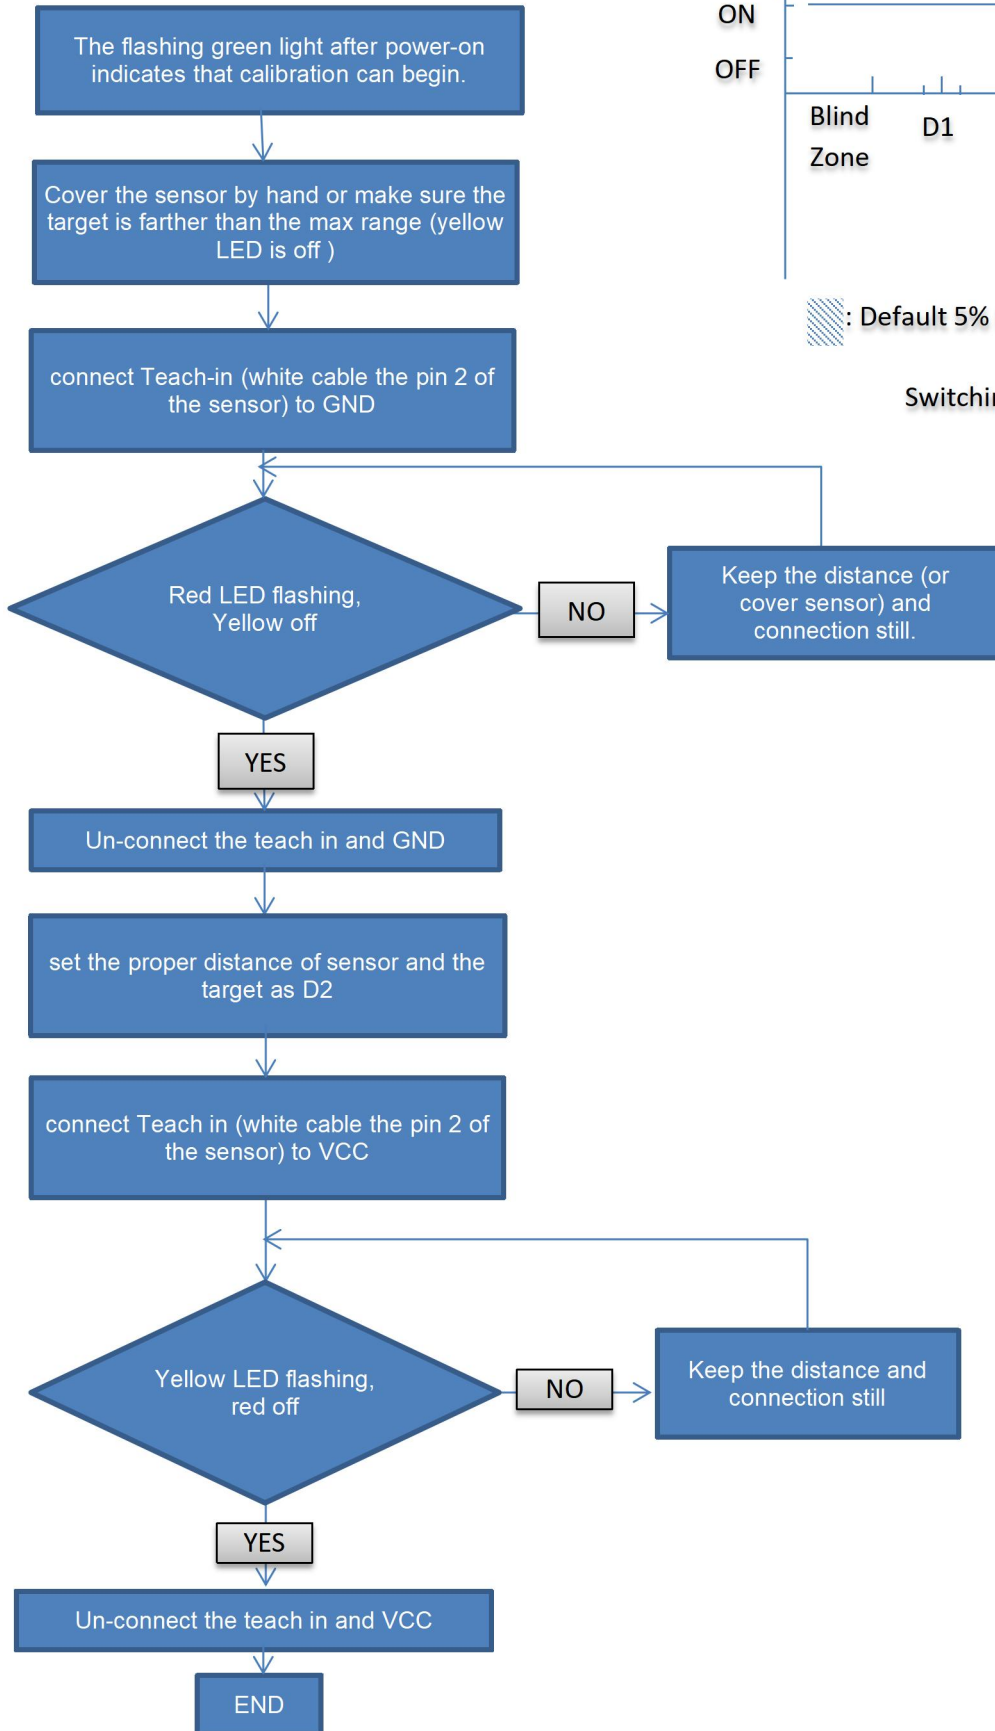 The flashing green light after power-on
indicates that calibration can begin.
ON
OFF
Blind
Zone
D1
Cover the sensor by hand or make sure the
target is farther than the max range (yellow
LED is off )
: Default 5%
connect Teach-in (white cable the pin 2 of
the sensor) to GND
Red LED flashing,
Yellow off
NO
Keep the distance (or
cover sensor) and
connection still.
YES
Un-connect the teach in and GND
set the proper distance of sensor and the
target as D2
connect Teach in (white cable the pin 2 of
the sensor) to VCC
Yellow LED flashing,
red off
NO
Keep the distance and
connection still
YES
Un-connect the teach in and VCC
END